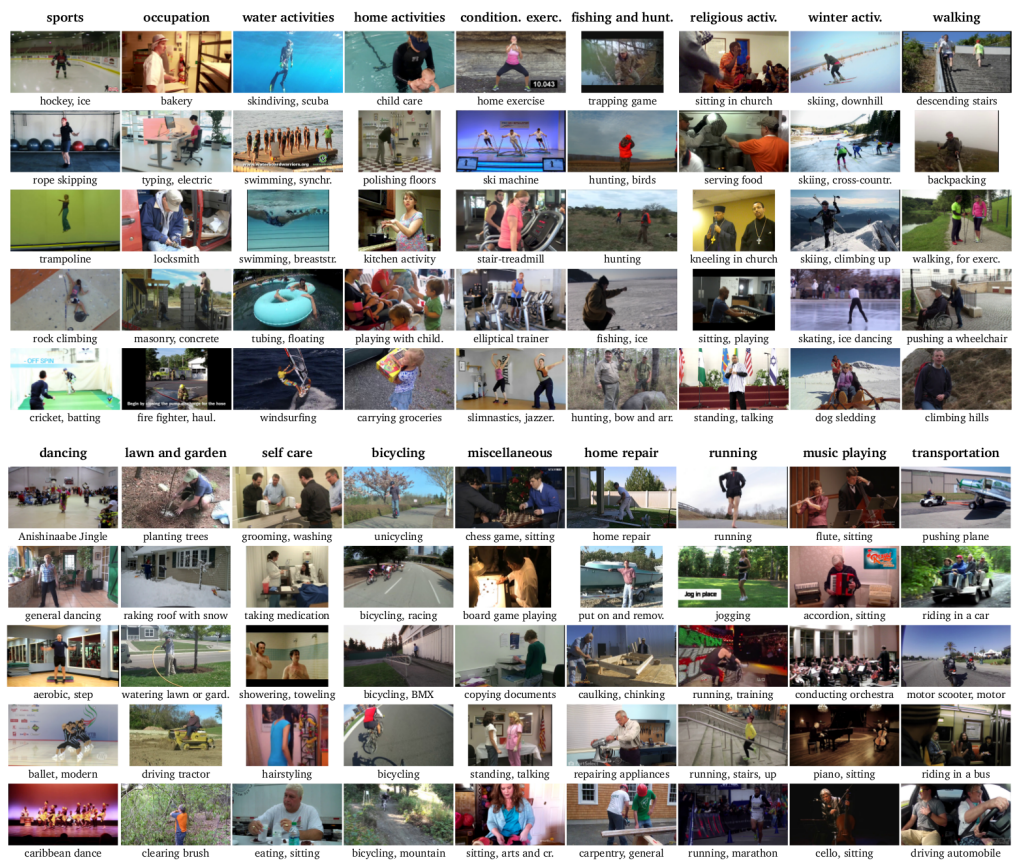 sports occupation water activities home activities condition. exerc. fishing and hunt. religious activ. winter activ. walking
10.043
hockey, ice bakery skindiving, scuba child care home exercise trapping game sitting in church skiing, downhill descending stairs
rope skipping typing, electric swimming, synchr. polishing floors ski machine hunting, birds serving food skiing, cross-countr. backpacking
trampoline locksmith swimming, breaststr. kitchen activity stair-treadmill hunting kneeling in church skiing, climbing up walking, for exerc.
rock climbing masonry, concrete tubing, floating playing with child. elliptical trainer fishing, ice sitting, playing skating, ice dancing pushing a wheelchair
OFF SPIN
cricket, batting fire fighter, haul. windsurfing carrying groceries slimnastics, jazzer. hunting, bow and arr. standing, talking dog sledding climbing hills
dancing lawn and garden self care bicycling miscellaneous home repair running music playing transportation
Anishinaabe Jingle planting trees grooming, washing unicycling chess game, sitting home repair running flute, sitting pushing plane
Jog in place
general dancing raking roof with snow taking medication bicycling, racing board game playing put on and remov. jogging accordion, sitting riding in a car
aerobic, step watering lawn or gard. showering, toweling bicycling, BMX copying documents caulking, chinking running, training conducting orchestra motor scooter, motor
ballet, modern driving tractor hairstyling bicycling standing, talking repairing appliances running, stairs, up piano, sitting riding in a bus
caribbean dance clearing brush eating, sitting bicycling, mountain sitting, arts and cr. carpentry, general running, marathon cello, sitting driving automobile